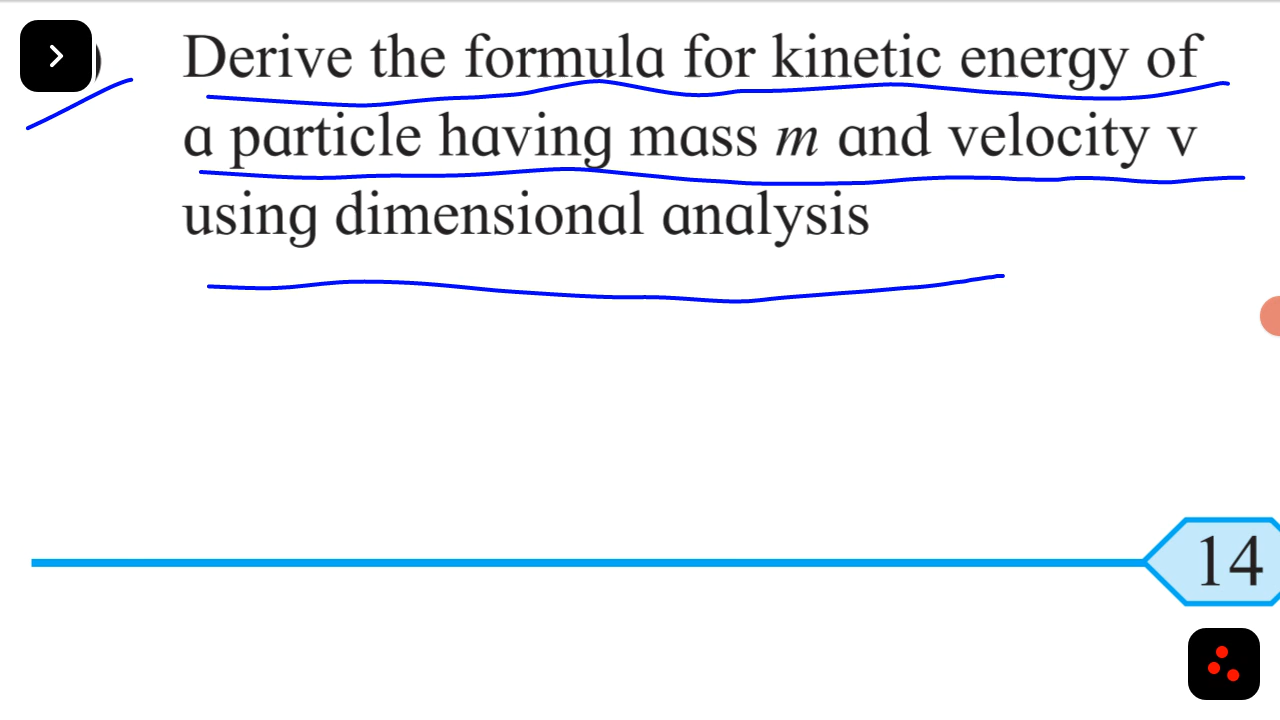 )
Derive the formula for kinetic energy of
a particle having mass m and velocity v
using dimensional analysis
14